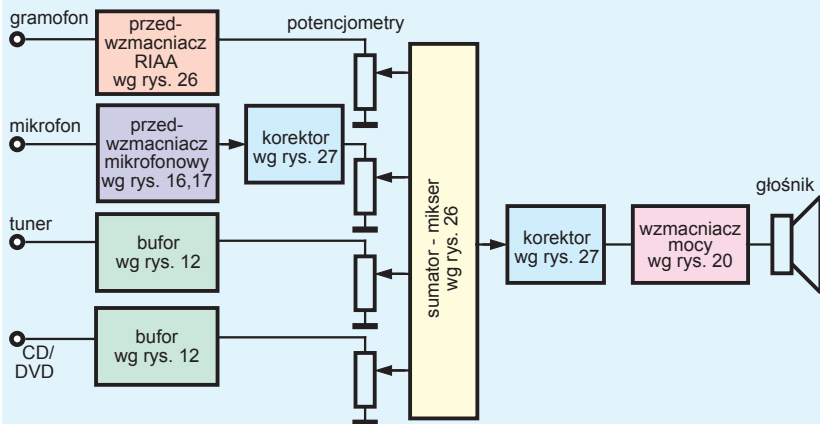 gramofon
przed-
wzmacniacz
RIAA
wg rys. 26
potencjometry
mikrofon
przed-
wzmacniacz
mikrofonowy
wg rys. 16,17
korektor
wg rys. 27
tuner
bufor
wg rys. 12
CD/
DVD
bufor
wg rys. 12
sumator - mikser
wg rys. 26
korektor
wg rys. 27
wzmacniacz
mocy
wg rys. 20
głośnik